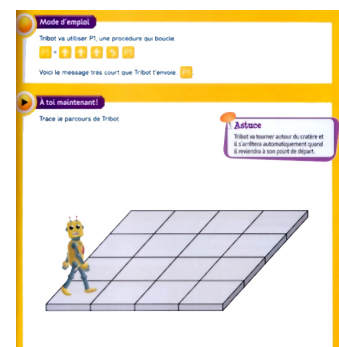 Mode d'emploi
Tribot va utiliser P1, une procédure qui boucle.
P1 =
Voici le message très court que Tribot t'envoie : P1
À toi maintenant !
Trace le parcours de Tribot.
Astuce
Tribot va tourner autour du cratère et
il s'arrêtera automatiquement quand
il reviendra à son point de départ.